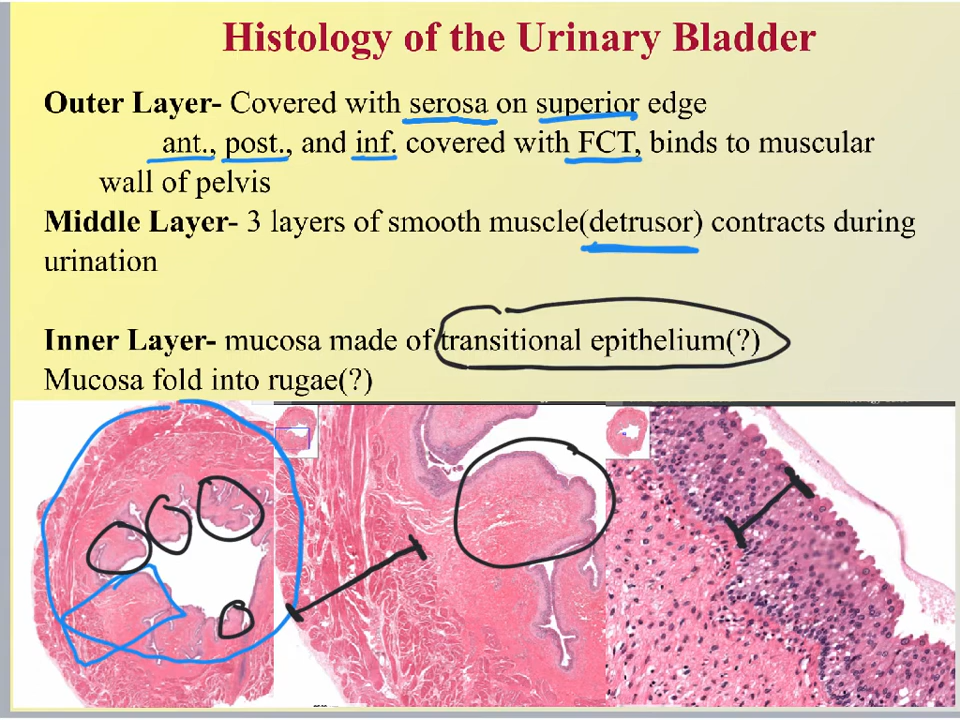 Histology of the Urinary Bladder
Outer Layer- Covered with serosa on superior edge
ant., post., and inf. covered with FCT, binds to muscular
wall of pelvis
Middle Layer- 3 layers of smooth muscle(detrusor) contracts during
urination
Inner Layer- mucosa made of transitional epithelium(?)
Mucosa fold into rugae(?)